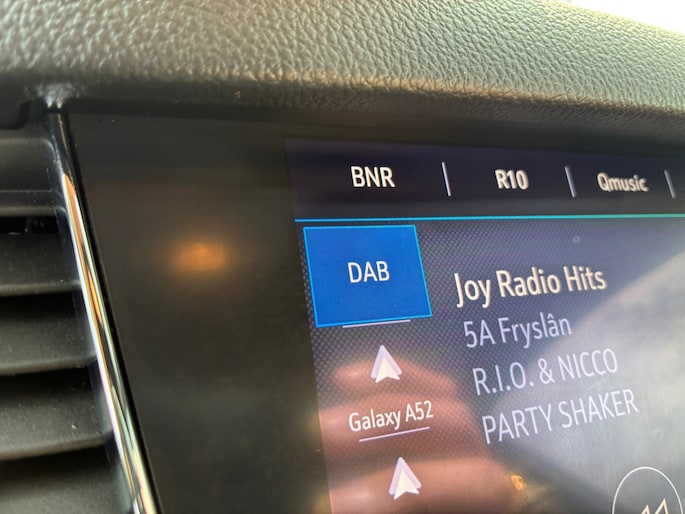 BNR
R10
Qmusic
DAB
Joy Radio Hits
5A Fryslân
R.I.O. & NICCO
PARTY SHAKER
Galaxy A52